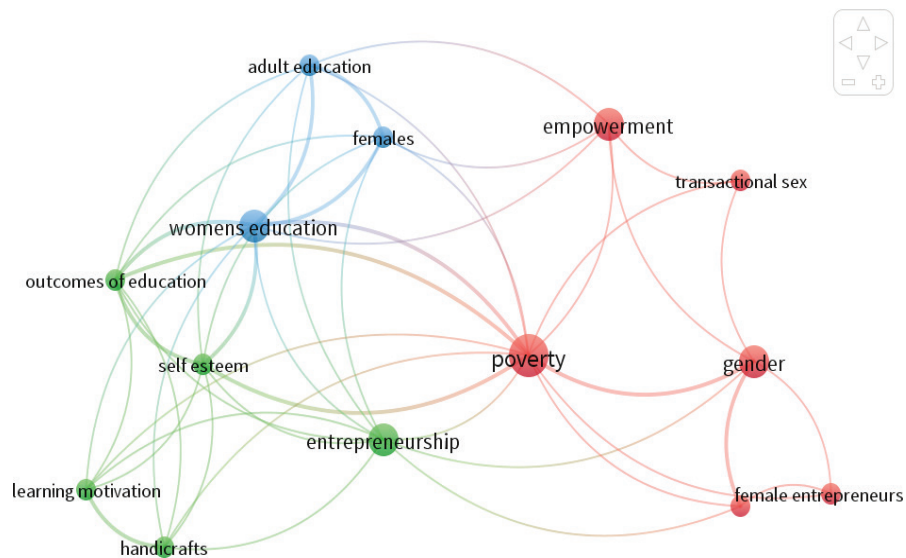 adult education
empowerment
females
transactional sex
womens education
outcomes of education
poverty
gender
self esteem
entrepreneurship
learning motivation
female entrepreneurs
handicrafts